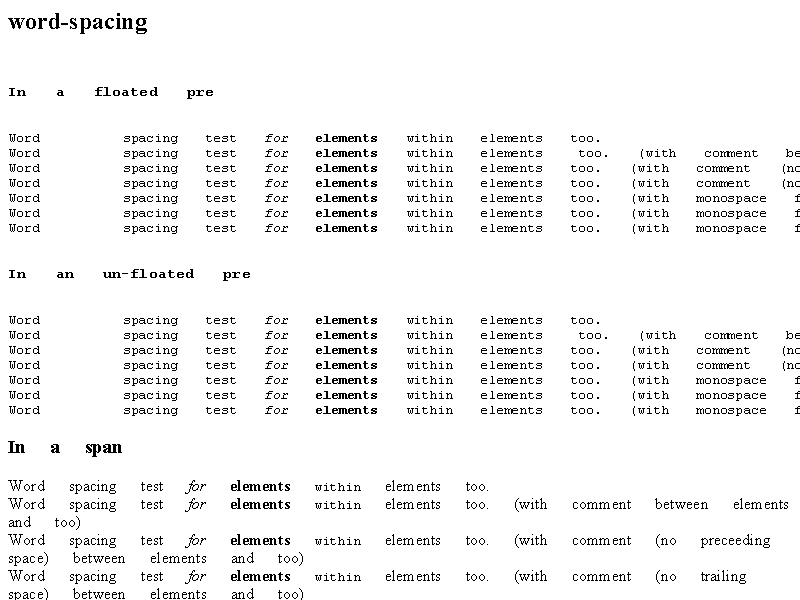 word-spacing
In a floated pre
Word spacing test for elements within elements too.
Word spacing test for elements within elements too. (with comment
Word spacing test for elements within elements too. (with comment
Word spacing test for elements within elements too. (with comment
Word spacing test for elements within elements too. (with monospace
Word spacing test for elements within elements too. (with monospace
Word spacing test for elements within elements too. (with monospace
In an un-floated pre
Word spacing test for elements within elements too.
Word spacing test for elements within elements too. (with comment
Word spacing test for elements within elements too. (with comment
Word spacing test for elements within elements too. (with comment
Word spacing test for elements within elements too. (with monospace
Word spacing test for elements within elements too. (with monospace
Word spacing test for elements within elements too. (with monospace
In a span
Word spacing test for elements within elements too.
Word spacing test for elements within elements too. (with comment between elements
and too)
Word spacing test for elements within elements too. (with comment (no preceeding
space) between elements and too)
Word spacing test for elements within elements too. (with comment (no trailing
space) between elements and too)